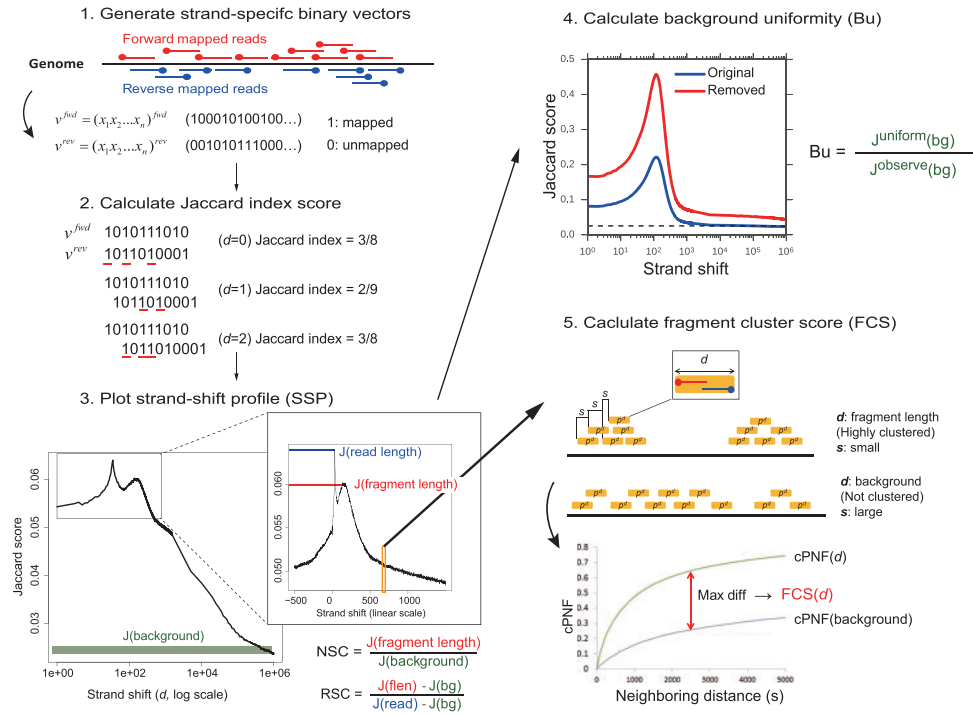 1. Generate strand-specifc binary vectors
Forward mapped reads
Genome
Reverse mapped reads
v^fwd = (x1x2...xn)^fwd (100010100100...) 1: mapped
v^rev = (x1x2...xn)^rev (001010111000...) 0: unmapped
2. Calculate Jaccard index score
v^fwd 1010111010
v^rev 1011010001
(d=0) Jaccard index = 3/8
1010111010
1011010001
(d=1) Jaccard index = 2/9
1010111010
1011010001
(d=2) Jaccard index = 3/8
3. Plot strand-shift profile (SSP)
Jaccard score
0.06
0.05
0.04
0.03
J(background)
1e+00 1e+02 1e+04 1e+06
Strand shift (d, log scale)
J(read length)
J(fragment length)
0.060
0.055
0.050
−500 0 500 1000
Strand shift (linear scale)
NSC = J(fragment length)
J(background)
RSC = J(flen) - J(bg)
J(read) - J(bg)
4. Calculate background uniformity (Bu)
Jaccard score
0.5
0.4
0.3
0.2
0.1
0.0
Original
Removed
10^0 10^1 10^2 10^3 10^4 10^5 10^6
Strand shift
Bu = J^uniform(bg)
J^observe(bg)
5. Caclulate fragment cluster score (FCS)
d
s
s
s
p^d
p^d p^d
p^d p^d p^d
p^d
p^d p^d
p^d p^d p^d
d: fragment length
(Highly clustered)
s: small
p^d p^d p^d p^d p^d
p^d p^d p^d p^d p^d p^d
d: background
(Not clustered)
s: large
cPNF
0.8
0.7
0.6
0.5
0.4
0.3
0.2
0.1
0
cPNF(d)
Max diff → FCS(d)
cPNF(background)
0 1000 2000 3000 4000 5000
Neighboring distance (s)